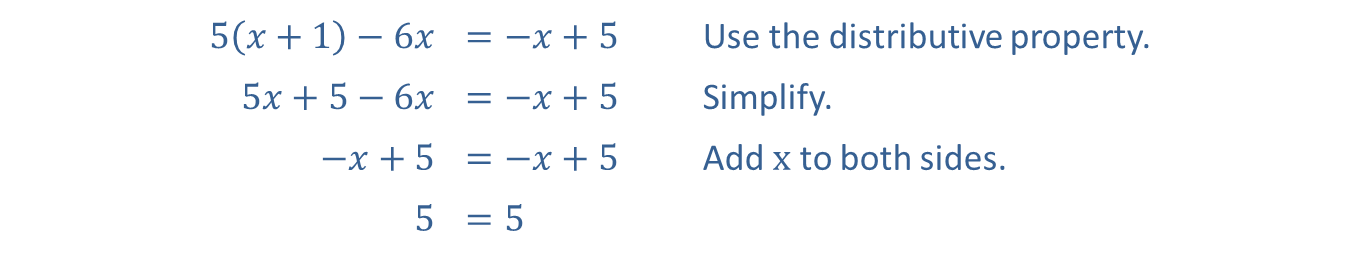 5(x + 1) − 6x = −x + 5 Use the distributive property.
5x + 5 − 6x = −x + 5 Simplify.
−x + 5 = −x + 5 Add x to both sides.
5 = 5